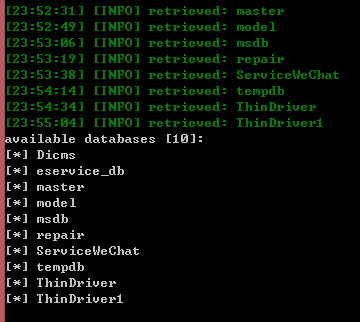 [23:52:31] [INFO] retrieved: master
[23:52:49] [INFO] retrieved: model
[23:53:06] [INFO] retrieved: msdb
[23:53:19] [INFO] retrieved: repair
[23:53:38] [INFO] retrieved: ServiceWeChat
[23:54:14] [INFO] retrieved: tempdb
[23:54:34] [INFO] retrieved: ThinDriver
[23:55:04] [INFO] retrieved: ThinDriver1
available databases [10]:
[*] Dicms
[*] eservice_db
[*] master
[*] model
[*] msdb
[*] repair
[*] ServiceWeChat
[*] tempdb
[*] ThinDriver
[*] ThinDriver1